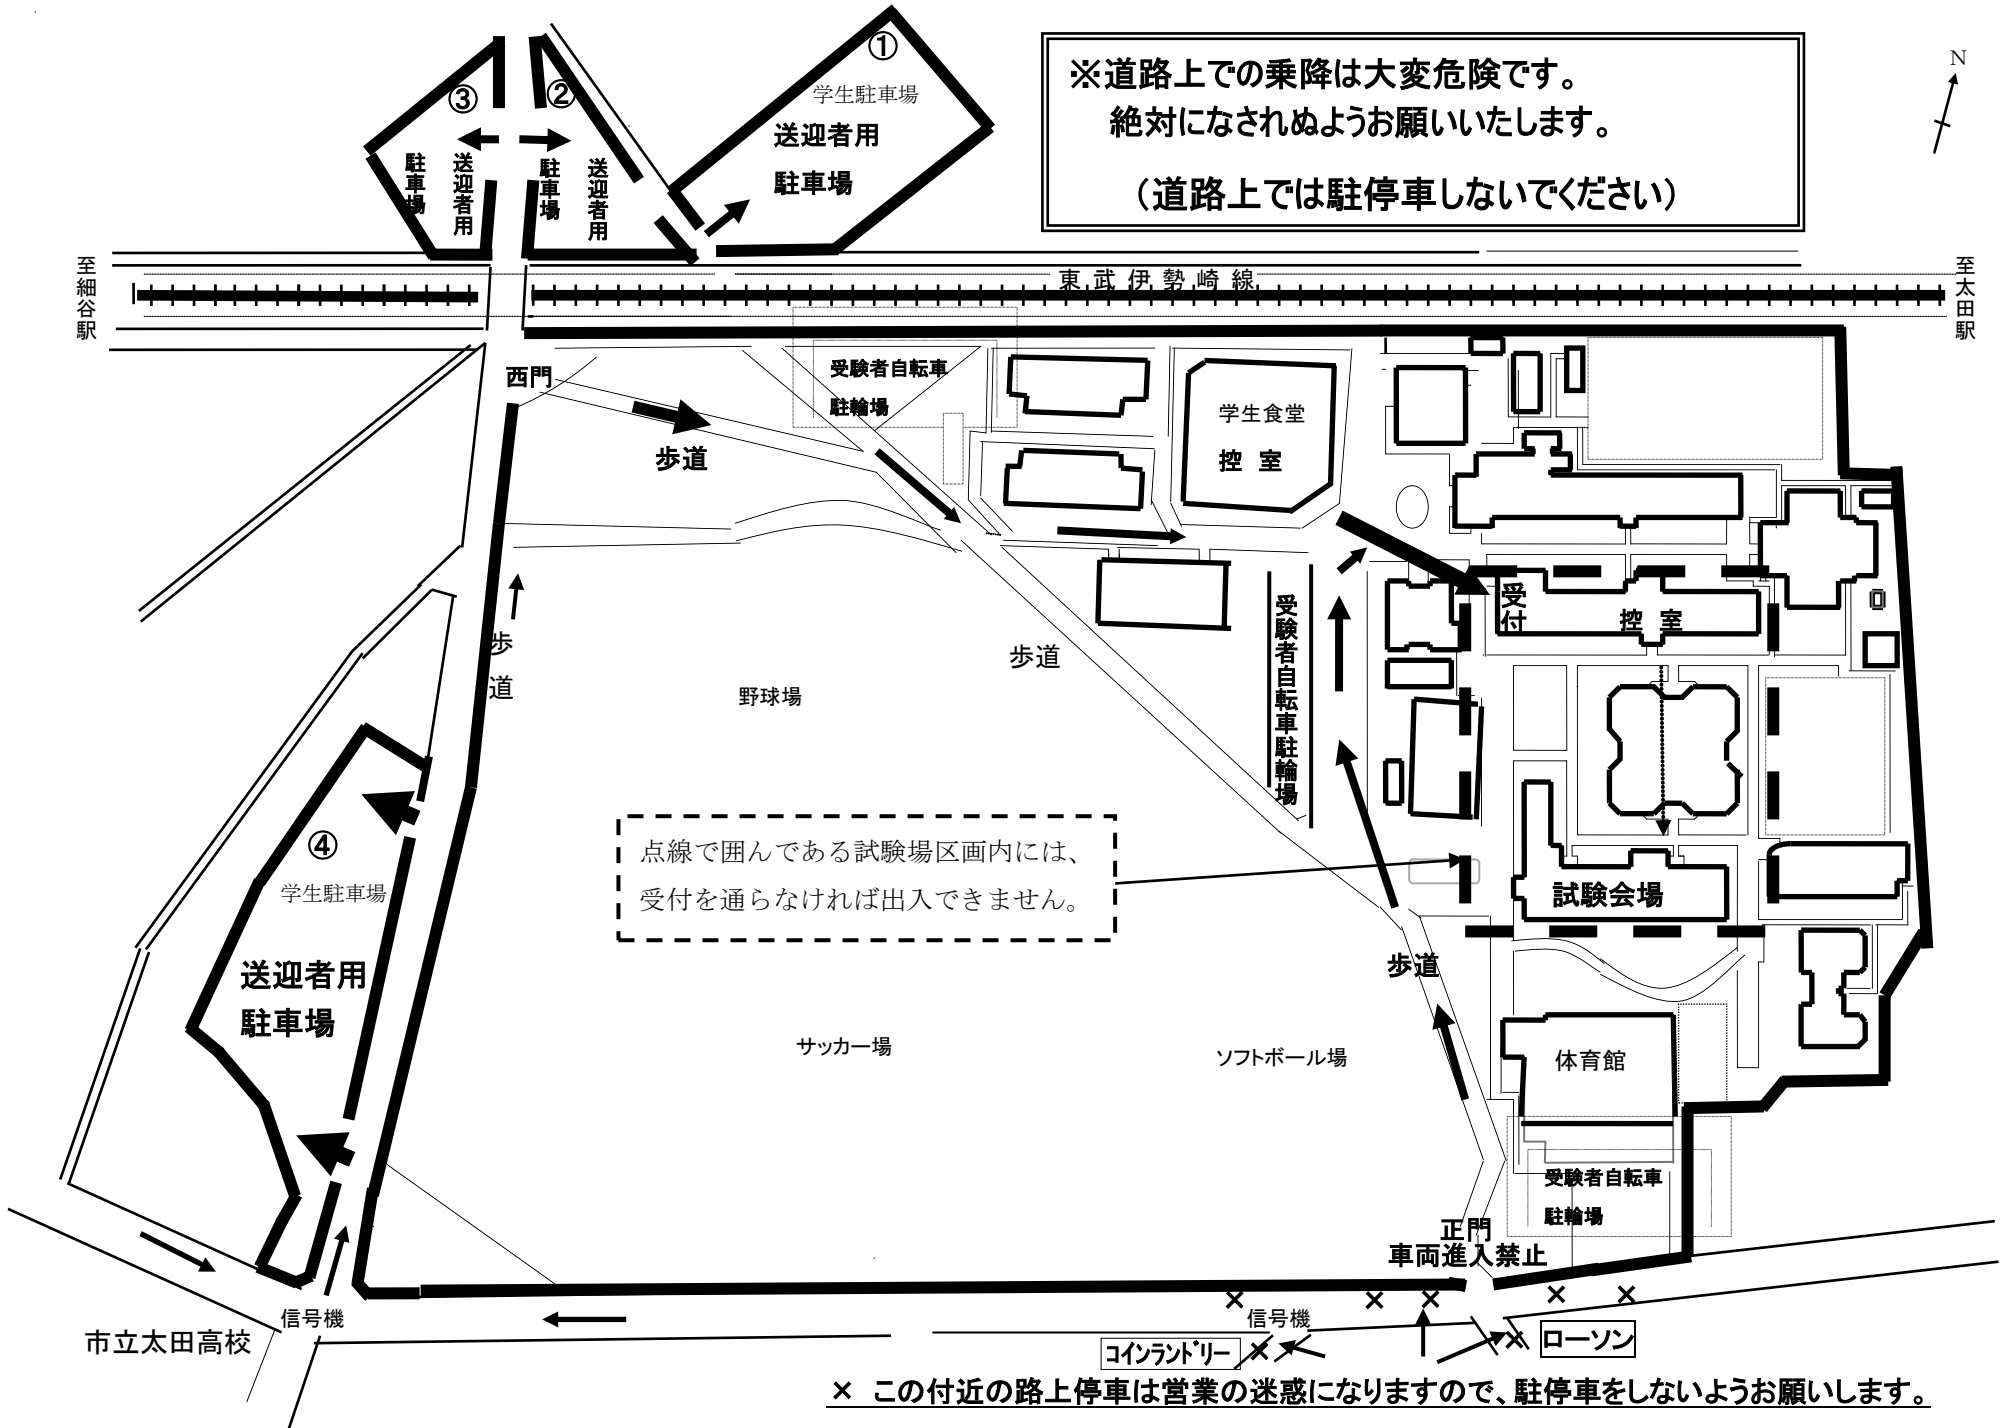 ①
学生駐車場
送迎者用
駐車場
②
送迎者用
駐車場
③
送迎者用
駐車場
※道路上での乗降は大変危険です。
絶対になされぬようお願いいたします。
（道路上では駐停車しないでください）
N
至細谷駅
東武伊勢崎線
至太田駅
西門
受験者自転車
駐輪場
歩道
学生食堂
控 室
受付
控 室
歩道
歩道
野球場
受験者自転車駐輪場
④
学生駐車場
送迎者用
駐車場
点線で囲んである試験場区画内には、
受付を通らなければ出入できません。
試験会場
歩道
サッカー場
ソフトボール場
体育館
受験者自転車
駐輪場
正門
車両進入禁止
信号機
市立太田高校
信号機
コインランドリー
ローソン
× この付近の路上停車は営業の迷惑になりますので、駐停車をしないようお願いします。